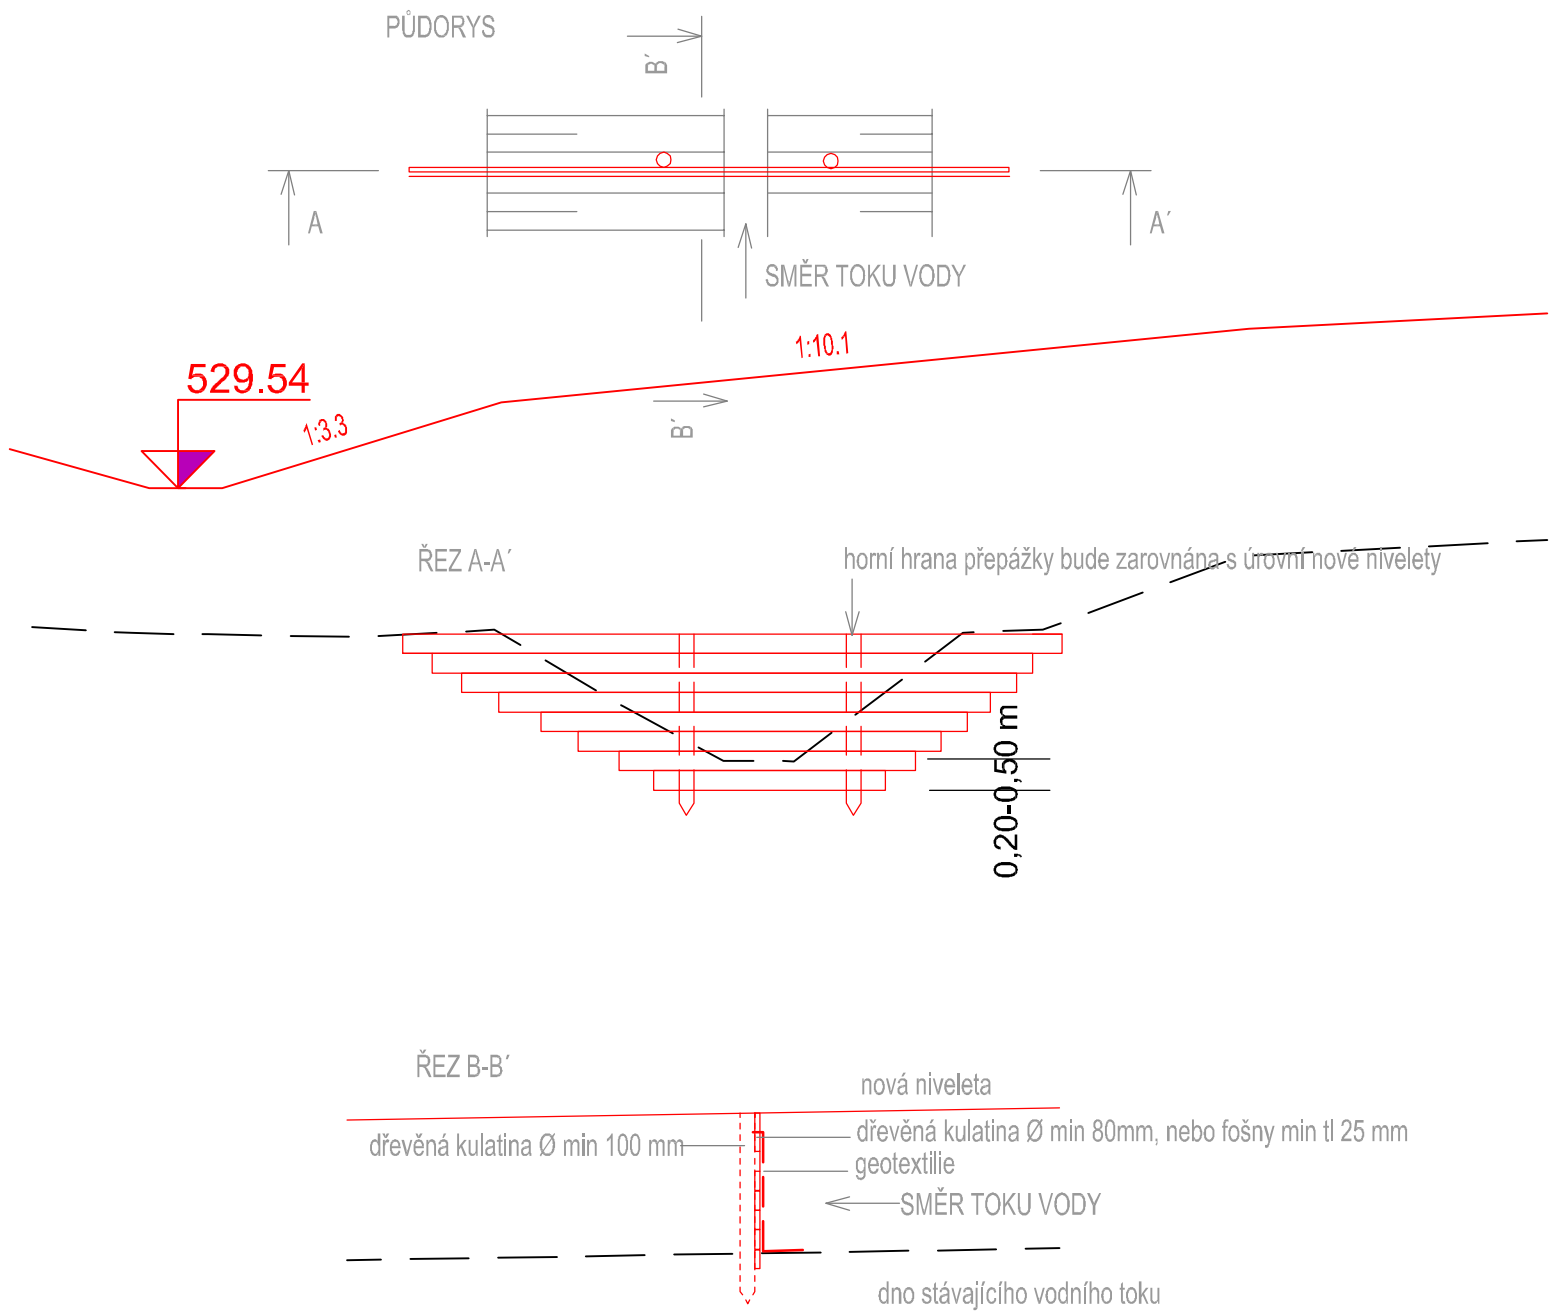 PŮDORYS
B´
A
A´
SMĚR TOKU VODY
1:10.1
529.54
1:3.3
B´
ŘEZ A-A´
horní hrana přepážky bude zarovnána s úrovní nové nivelety
0,20-0,50 m
ŘEZ B-B´
nová niveleta
dřevěná kulatina Ø min 100 mm
dřevěná kulatina Ø min 80mm, nebo fošny min tl 25 mm
geotextilie
SMĚR TOKU VODY
dno stávajícího vodního toku